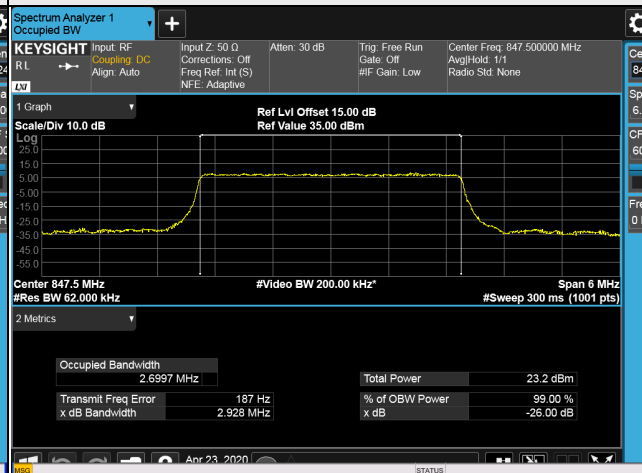 Spectrum Analyzer 1
Occupied BW
KEYSIGHT
R L
LXI
Input: RF
Coupling: DC
Align: Auto
Input Z: 50 Ω
Corrections: Off
Freq Ref: Int (S)
NFE: Adaptive
Atten: 30 dB
Trig: Free Run
Gate: Off
#IF Gain: Low
Center Freq: 847.500000 MHz
Avg|Hold: 1/1
Radio Std: None
1 Graph
Scale/Div 10.0 dB
Ref Lvl Offset 15.00 dB
Ref Value 35.00 dBm
Log
25.0
15.0
5.00
-5.00
-15.0
-25.0
-35.0
-45.0
-55.0
Center 847.5 MHz
#Res BW 62.000 kHz
#Video BW 200.00 kHz*
Span 6 MHz
#Sweep 300 ms (1001 pts)
2 Metrics
Occupied Bandwidth
2.6997 MHz
Transmit Freq Error 187 Hz
x dB Bandwidth 2.928 MHz
Total Power 23.2 dBm
% of OBW Power 99.00 %
x dB -26.00 dB
Apr 23, 2020
MSG
STATUS